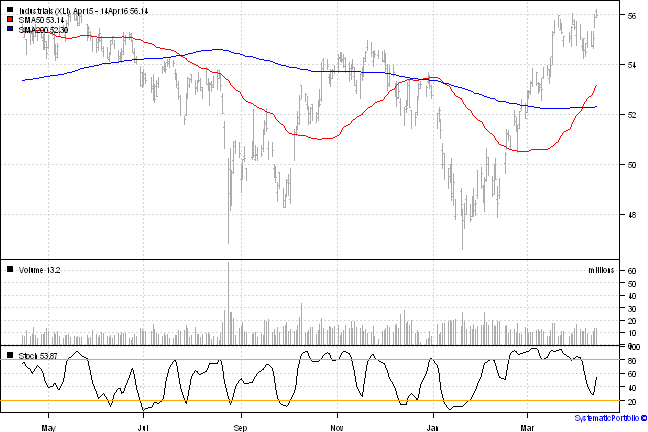 Industrials (XLI) Apr15 - 14Apr16 56.14
SMA50 53.14
SMA200 52.30
56
54
52
50
48
Volume 13.2
millions
60
50
40
30
20
10
0
Stoch 53.87
100
80
60
40
20
May
Jul
Sep
Nov
Jan
Mar
SystematicPortfolio ©